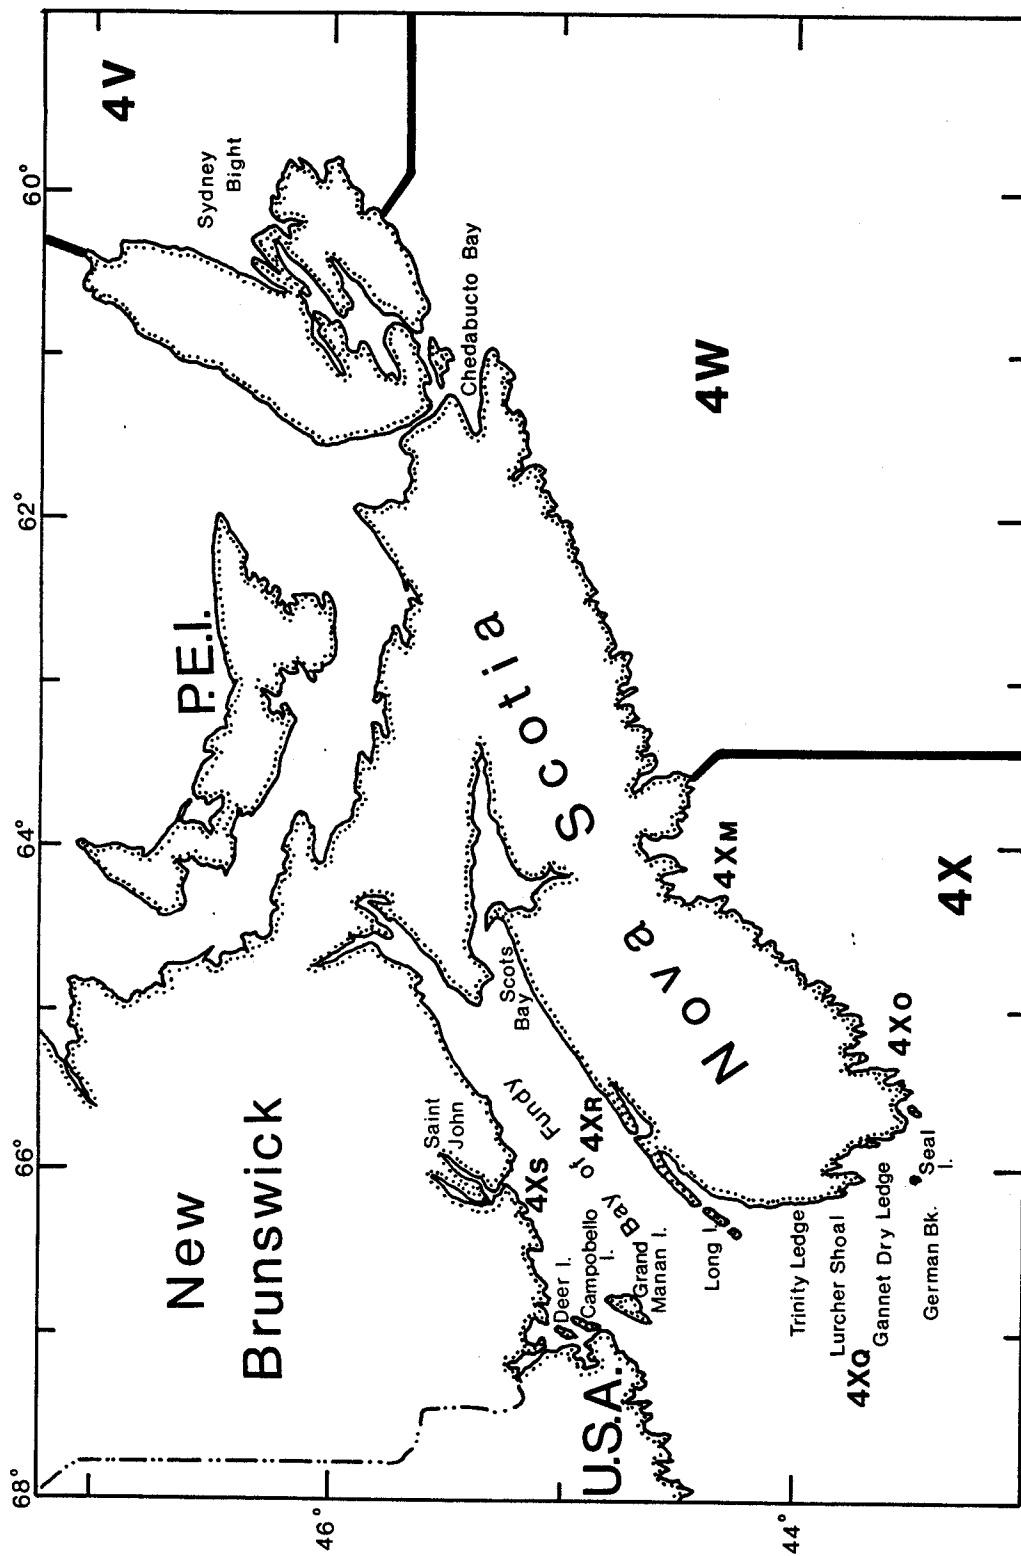 68°
66°
64°
62°
60°
46°
44°
4V
Sydney
Bight
P.E.I.
New
Brunswick
Chedabucto Bay
Saint
John
Scots
Bay
Nova Scotia
4W
4XS
Bay of Fundy
4XR
Deer I.
Campobello
I.
Grand
Manan I.
U.S.A.
Long I.
4XM
Trinity Ledge
Lurcher Shoal
4XQ
Gannet Dry Ledge
4XO
Seal
I.
German Bk.
4X